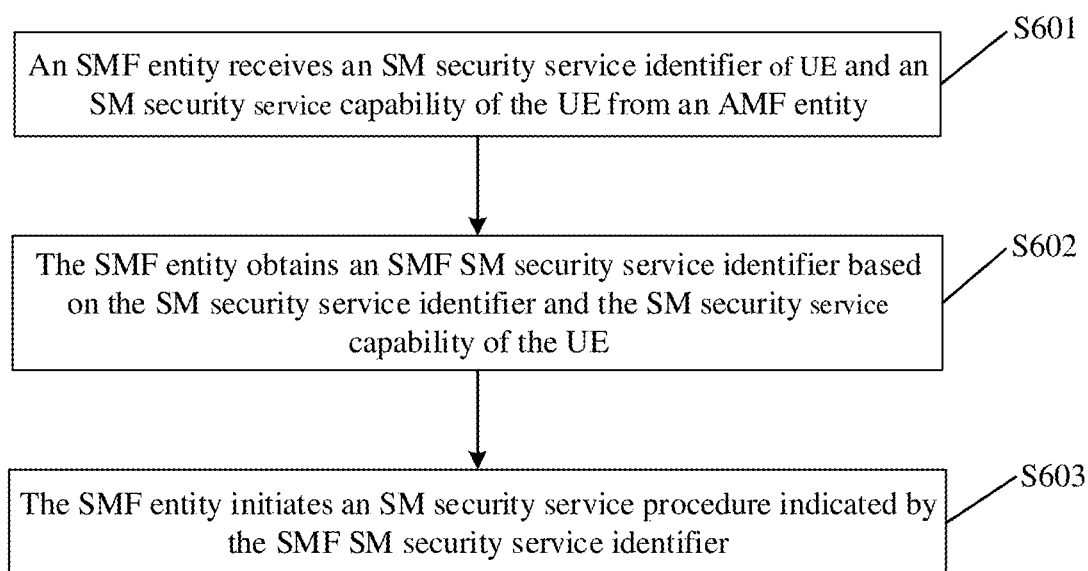 S601
An SMF entity receives an SM security service identifier of UE and an
SM security service capability of the UE from an AMF entity
S602
The SMF entity obtains an SMF SM security service identifier based
on the SM security service identifier and the SM security service
capability of the UE
S603
The SMF entity initiates an SM security service procedure indicated by
the SMF SM security service identifier